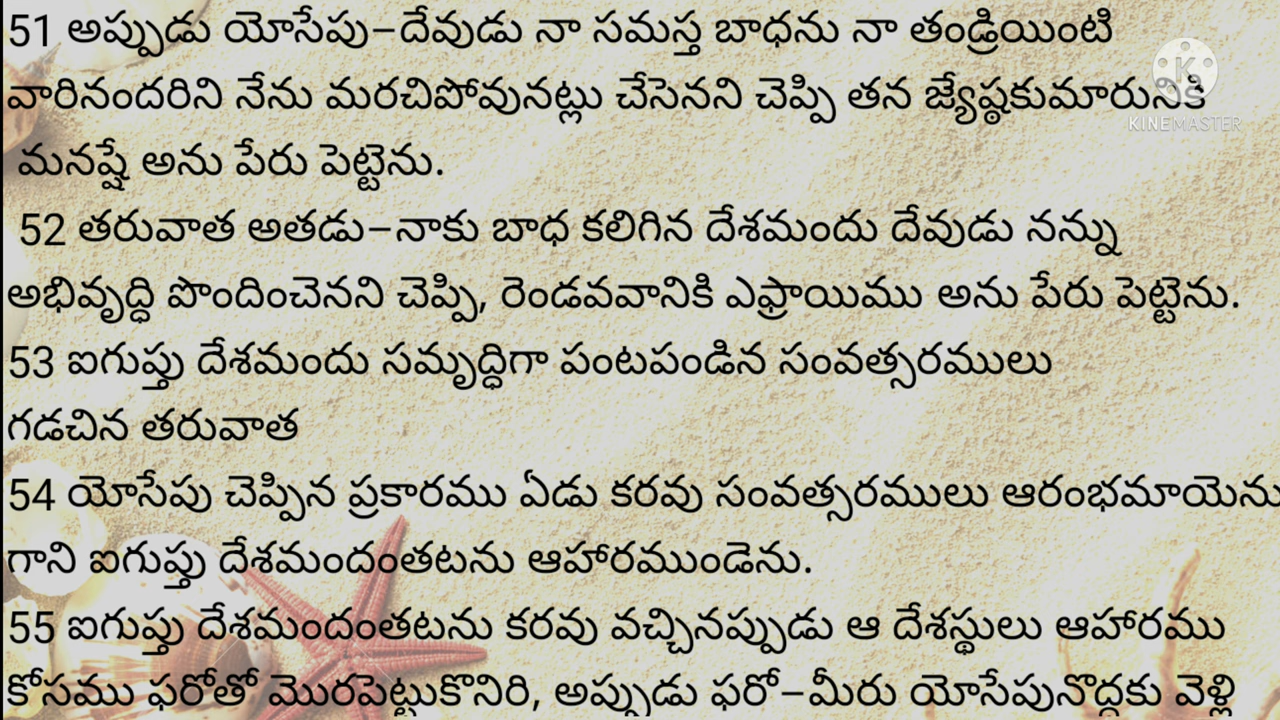 51 అప్పుడు యోసేపు–దేవుడు నా సమస్త బాధను నా తండ్రియింటి
వారినందరిని నేను మరచిపోవునట్లు చేసెనని చెప్పి తన జ్యేష్ఠకుమారునికి
మనష్షే అను పేరు పెట్టెను.
52 తరువాత అతడు–నాకు బాధ కలిగిన దేశమందు దేవుడు నన్ను
అభివృద్ధి పొందించెనని చెప్పి, రెండవవానికి ఎఫ్రాయిము అను పేరు పెట్టెను.
53 ఐగుప్తు దేశమందు సమృద్ధిగా పంటపండిన సంవత్సరములు
గడచిన తరువాత
54 యోసేపు చెప్పిన ప్రకారము ఏడు కరవు సంవత్సరములు ఆరంభమాయెను
గాని ఐగుప్తు దేశమందంతటను ఆహారముండెను.
55 ఐగుప్తు దేశమందంతటను కరవు వచ్చినప్పుడు ఆ దేశస్థులు ఆహారము
కోసము ఫరోతో మొరపెట్టుకొనిరి, అప్పుడు ఫరో–మీరు యోసేపునొద్దకు వెళ్లి
K
KINEMASTER